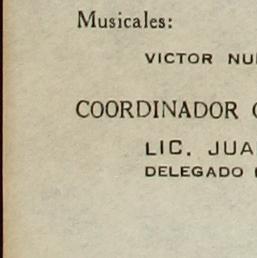 Musicales:
VICTOR
COORDINADOR
LIC.
DELEGADO